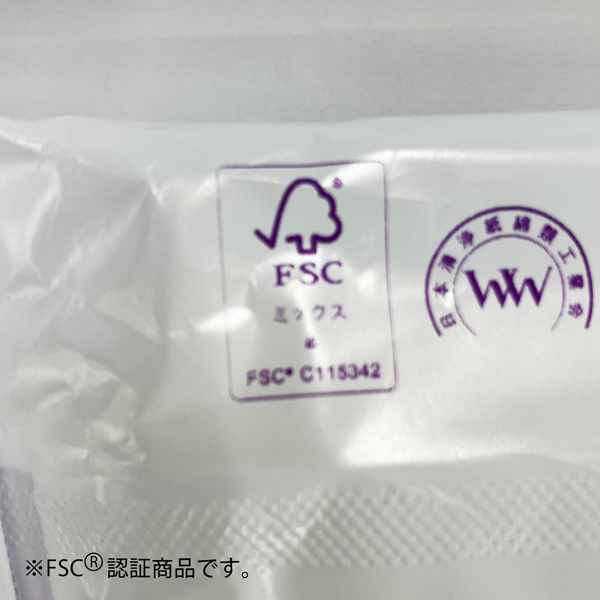 FSC
ミックス
紙
FSC® C115342
日本清浄紙綿類工業会
※FSC®認証商品です。